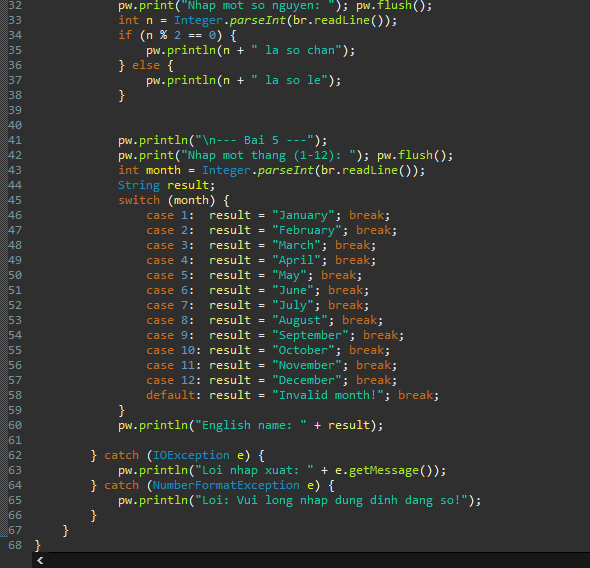 32 pw.print("Nhap mot so nguyen: "); pw.flush();
33 int n = Integer.parseInt(br.readLine());
34 if (n % 2 == 0) {
35 pw.println(n + " la so chan");
36 } else {
37 pw.println(n + " la so le");
38 }
39
40
41 pw.println("\n--- Bai 5 ---");
42 pw.print("Nhap mot thang (1-12): "); pw.flush();
43 int month = Integer.parseInt(br.readLine());
44 String result;
45 switch (month) {
46 case 1: result = "January"; break;
47 case 2: result = "February"; break;
48 case 3: result = "March"; break;
49 case 4: result = "April"; break;
50 case 5: result = "May"; break;
51 case 6: result = "June"; break;
52 case 7: result = "July"; break;
53 case 8: result = "August"; break;
54 case 9: result = "September"; break;
55 case 10: result = "October"; break;
56 case 11: result = "November"; break;
57 case 12: result = "December"; break;
58 default: result = "Invalid month!"; break;
59 }
60 pw.println("English name: " + result);
61
62 } catch (IOException e) {
63 pw.println("Loi nhap xuat: " + e.getMessage());
64 } catch (NumberFormatException e) {
65 pw.println("Loi: Vui long nhap dung dinh dang so!");
66 }
67 }
68 }